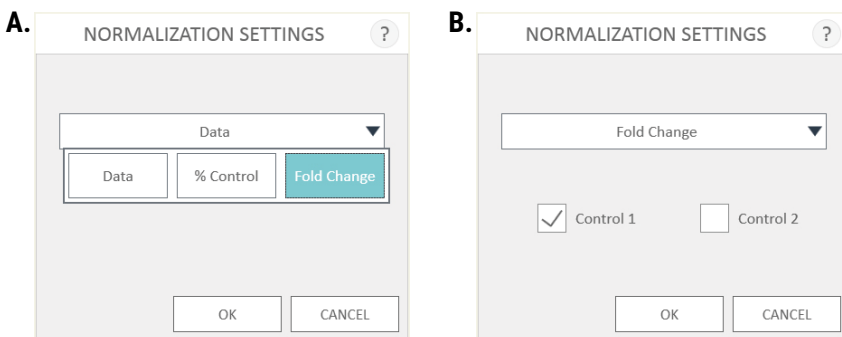 A.
NORMALIZATION SETTINGS ?
Data
Data % Control Fold Change
OK CANCEL
B.
NORMALIZATION SETTINGS ?
Fold Change
Control 1 Control 2
OK CANCEL